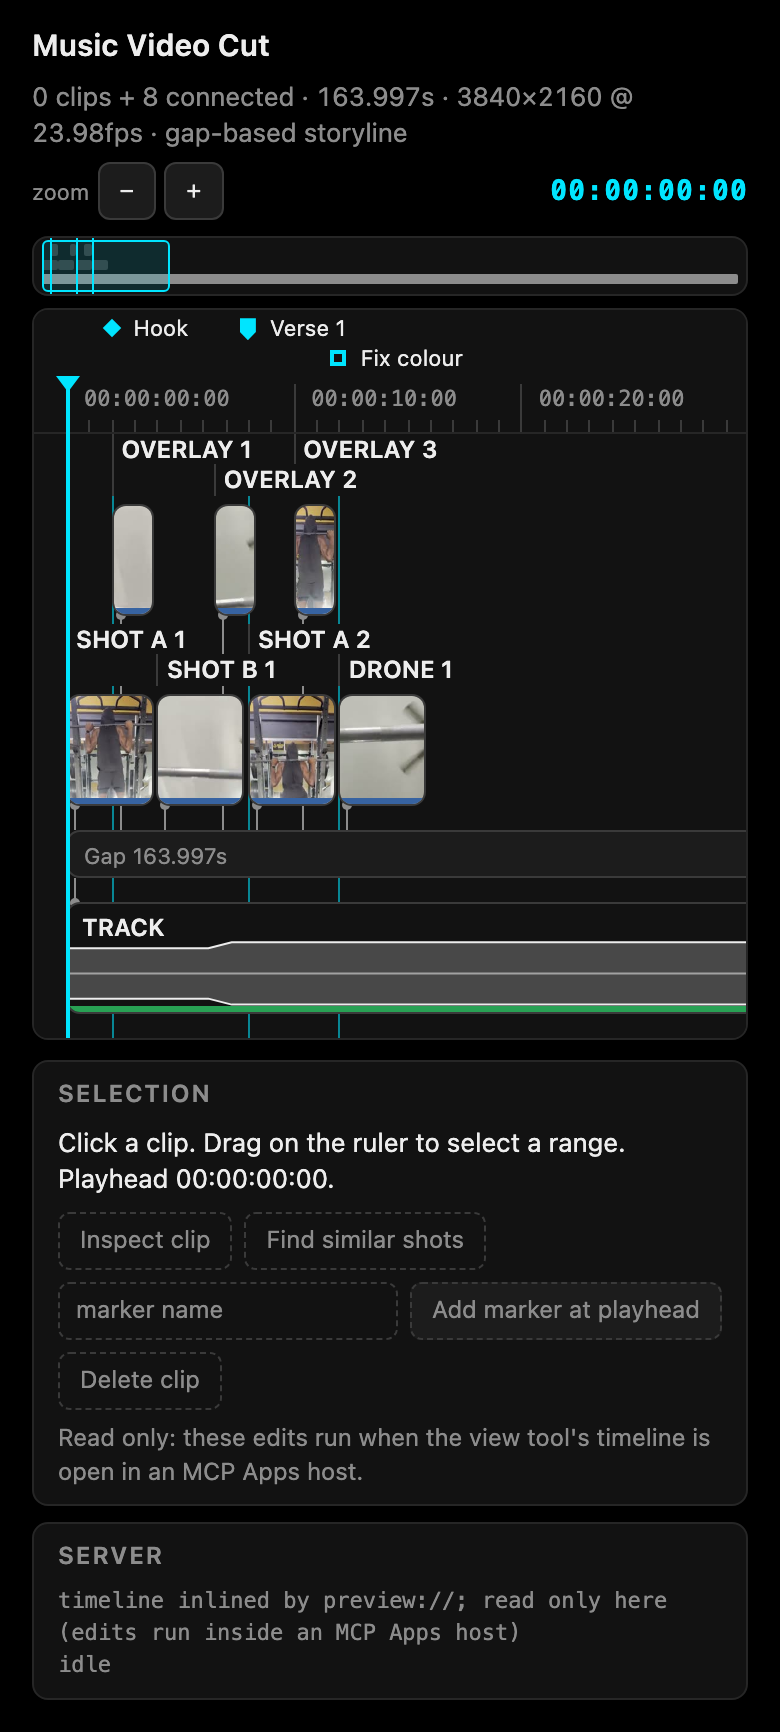 Music Video Cut
0 clips + 8 connected · 163.997s · 3840×2160 @
23.98fps · gap-based storyline
zoom − + 00:00:00:00
Hook Verse 1
Fix colour
00:00:00:00 00:00:10:00 00:00:20:00
OVERLAY 1 OVERLAY 3
OVERLAY 2
SHOT A 1 SHOT A 2
SHOT B 1 DRONE 1
Gap 163.997s
TRACK
SELECTION
Click a clip. Drag on the ruler to select a range.
Playhead 00:00:00:00.
Inspect clip Find similar shots
marker name Add marker at playhead
Delete clip
Read only: these edits run when the view tool's timeline is
open in an MCP Apps host.
SERVER
timeline inlined by preview://; read only here
(edits run inside an MCP Apps host)
idle